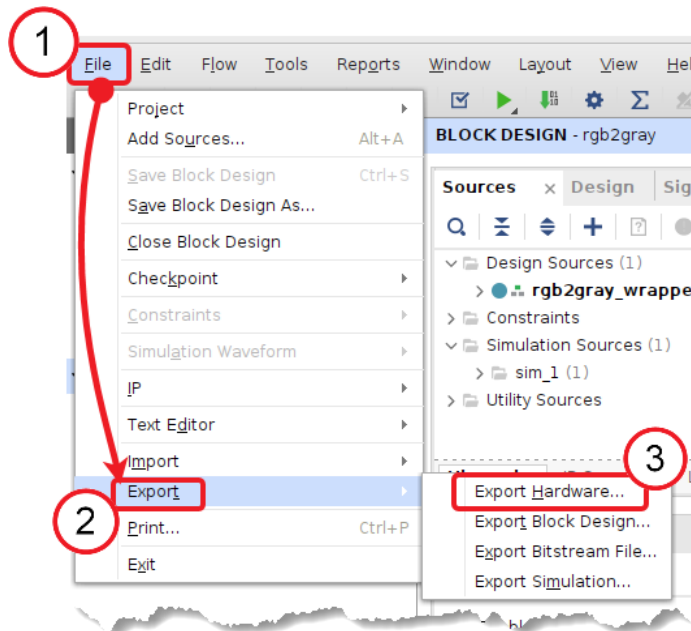 1
File Edit Flow Tools Reports Window Layout View
Project
Add Sources... Alt+A
BLOCK DESIGN - rgb2gray
Save Block Design Ctrl+S
Sources × Design
Save Block Design As...
Close Block Design
Design Sources (1)
Checkpoint
Constraints
Constraints
Simulation Waveform
Simulation Sources (1)
sim_1 (1)
IP
Utility Sources
Text Editor
Import
3
Export
Export Hardware...
2
Print... Ctrl+P
Export Block Design...
Export Bitstream File...
Exit
Export Simulation...